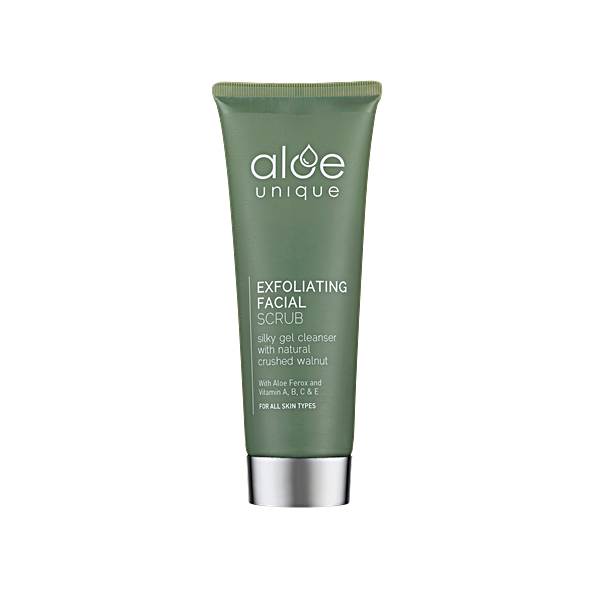 aloe
unique
EXFOLIATING
FACIAL
SCRUB
silky gel cleanser
with natural
crushed walnut
With Aloe Ferox and
Vitamin A, B, C & E
FOR ALL SKIN TYPES